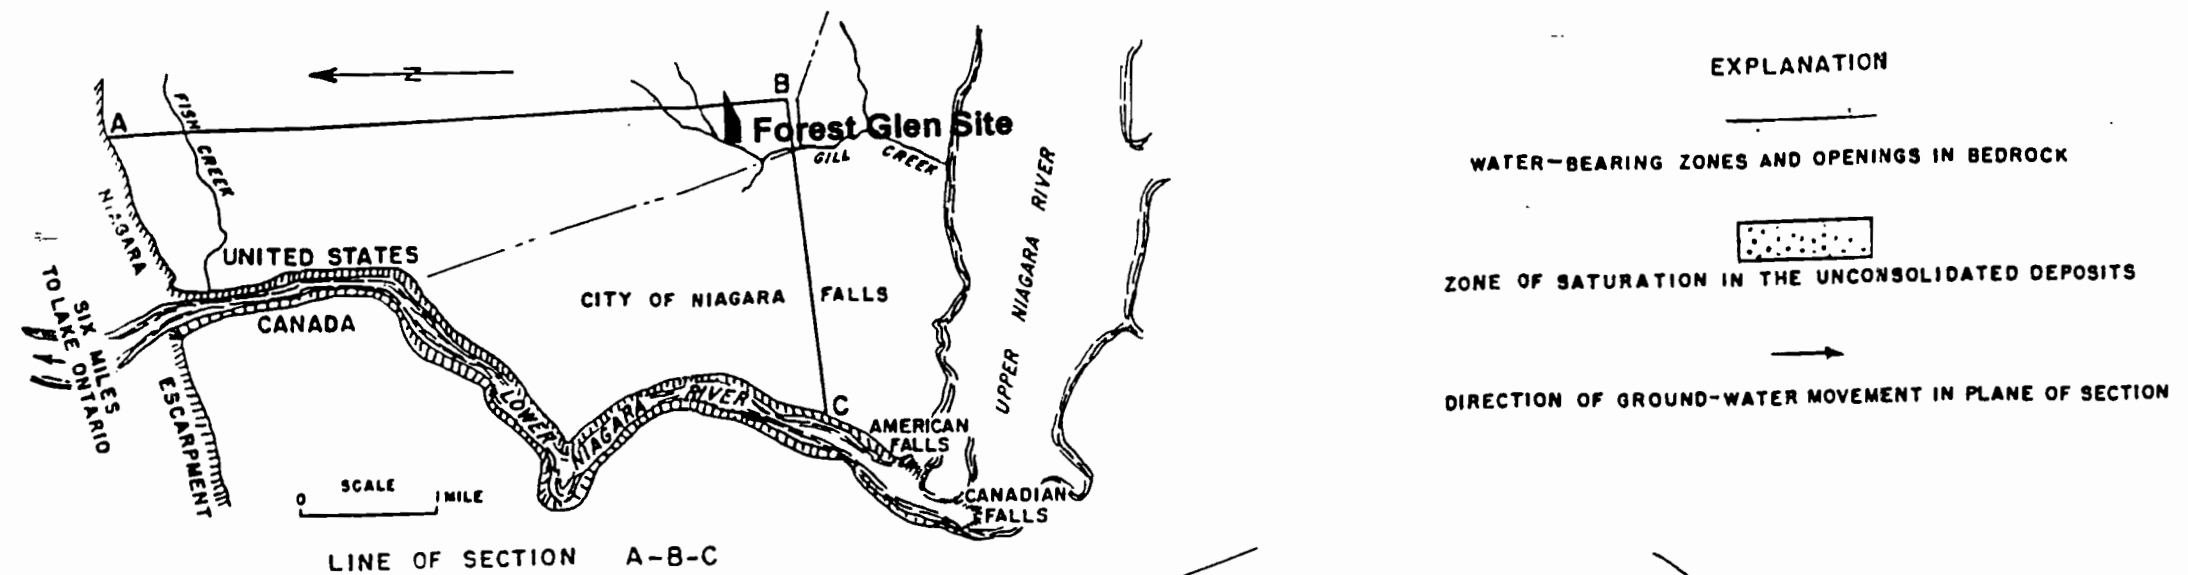 N
A
B
FISH CREEK
Forest Glen Site
GILL CREEK
NIAGARA
ESCARPMENT
UNITED STATES
CANADA
CITY OF NIAGARA FALLS
UPPER NIAGARA RIVER
SIX MILES
TO LAKE ONTARIO
LOWER NIAGARA RIVER
C
AMERICAN
FALLS
CANADIAN
FALLS
0 SCALE 1 MILE
LINE OF SECTION A-B-C
EXPLANATION
WATER-BEARING ZONES AND OPENINGS IN BEDROCK
ZONE OF SATURATION IN THE UNCONSOLIDATED DEPOSITS
DIRECTION OF GROUND-WATER MOVEMENT IN PLANE OF SECTION